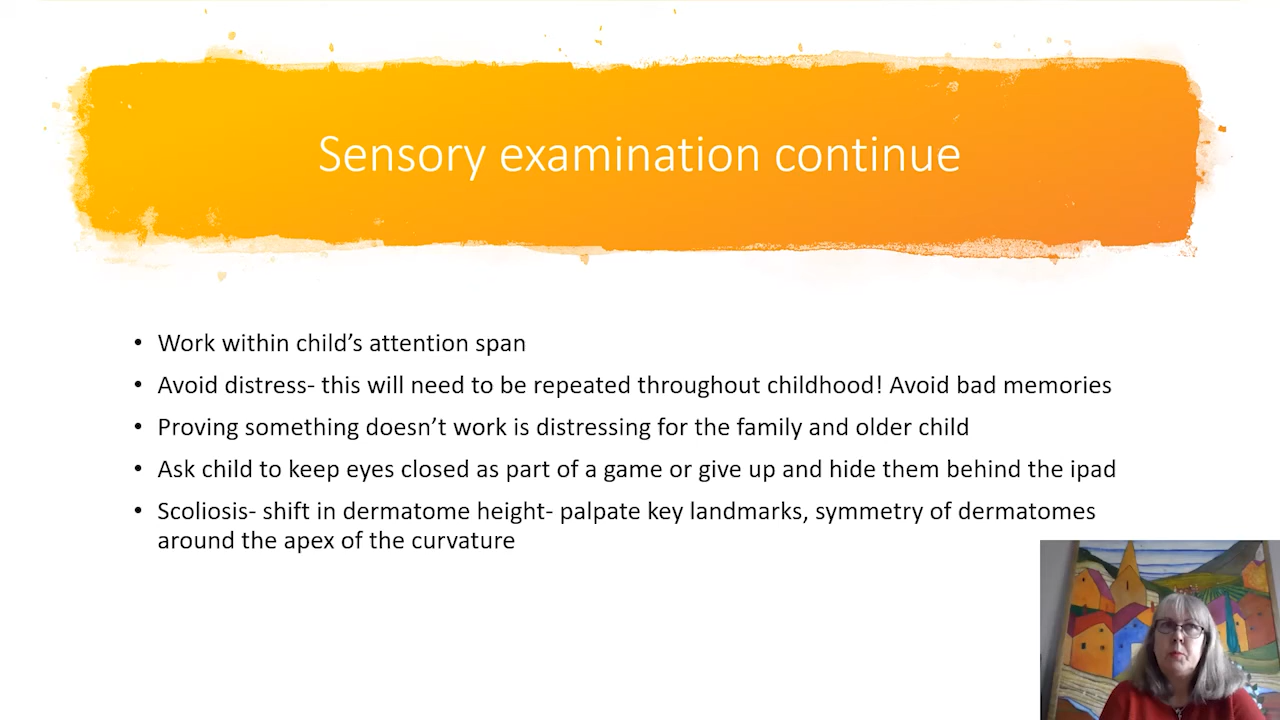 Sensory examination continue
• Work within child’s attention span
• Avoid distress- this will need to be repeated throughout childhood! Avoid bad memories
• Proving something doesn’t work is distressing for the family and older child
• Ask child to keep eyes closed as part of a game or give up and hide them behind the ipad
• Scoliosis- shift in dermatome height- palpate key landmarks, symmetry of dermatomes
around the apex of the curvature